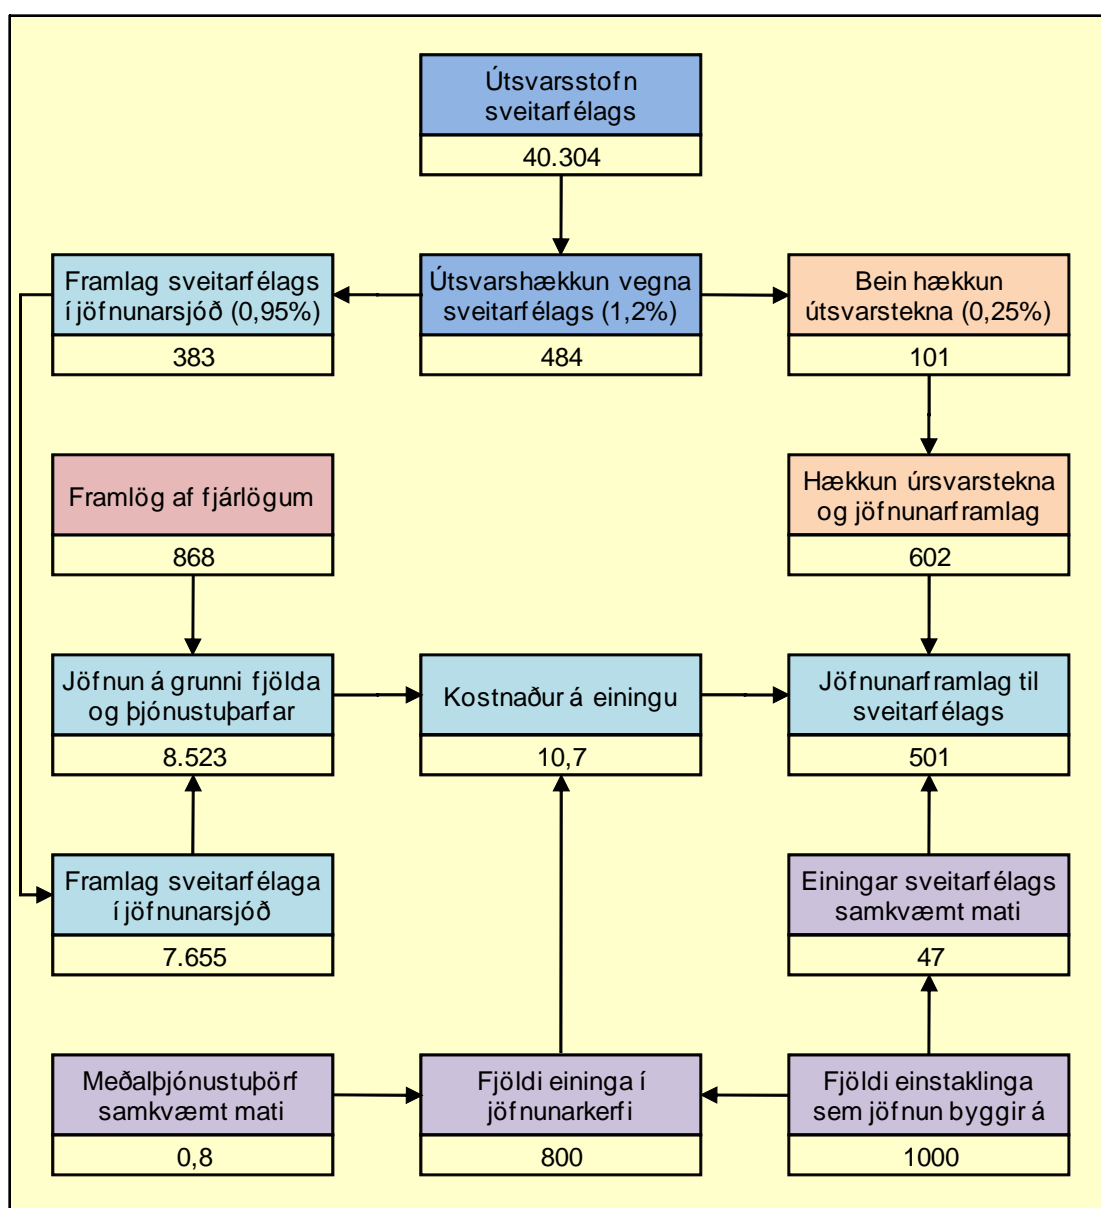 Útsvarsstofn
sveitarfélags
40.304
Framlag sveitarfélags
í jöfnunarsjóð (0,95%)
383
Útsvarshækkun vegna
sveitarfélags (1,2%)
484
Bein hækkun
útsvarstekna (0,25%)
101
Framlög af fjárlögum
868
Hækkun úrsvarstekna
og jöfnunarframlag
602
Jöfnun á grunni fjölda
og þjónustuþarfar
8.523
Kostnaður á einingu
10,7
Jöfnunarframlag til
sveitarfélags
501
Framlag sveitarfélaga
í jöfnunarsjóð
7.655
Einingar sveitarfélags
samkvæmt mati
47
Meðalþjónustuþörf
samkvæmt mati
0,8
Fjöldi eininga í
jöfnunarkerfi
800
Fjöldi einstaklinga
sem jöfnun byggir á
1000